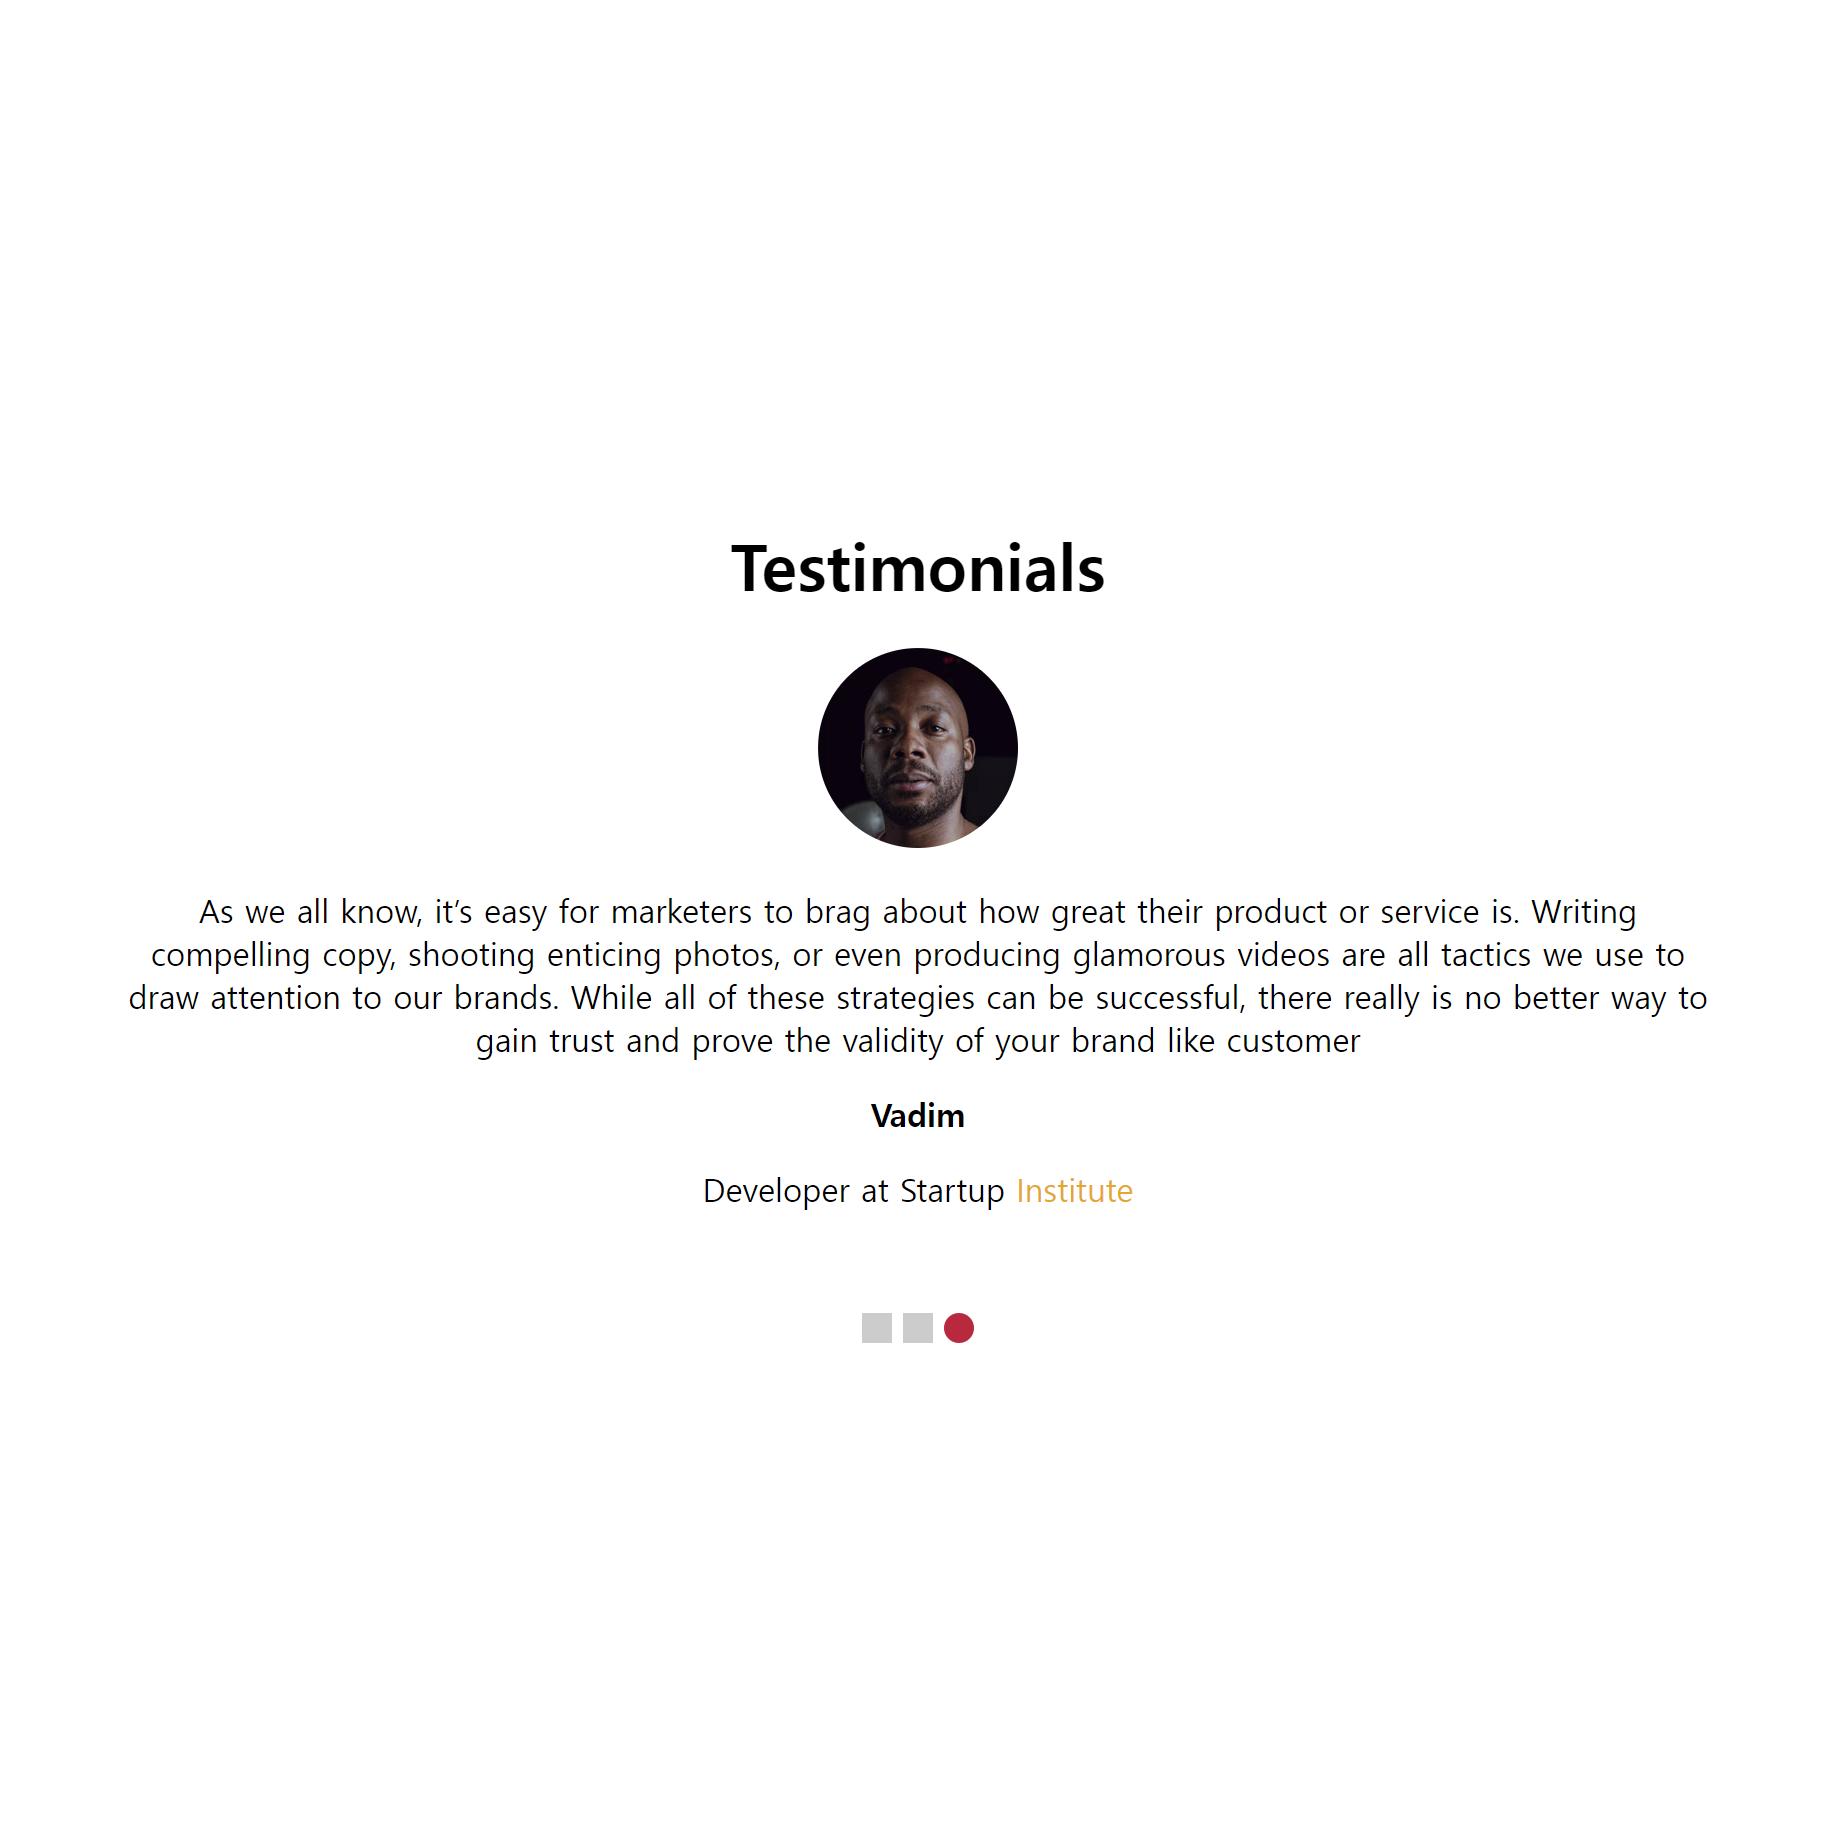 Testimonials
As we all know, it’s easy for marketers to brag about how great their product or service is. Writing
compelling copy, shooting enticing photos, or even producing glamorous videos are all tactics we use to
draw attention to our brands. While all of these strategies can be successful, there really is no better way to
gain trust and prove the validity of your brand like customer
Vadim
Developer at Startup Institute